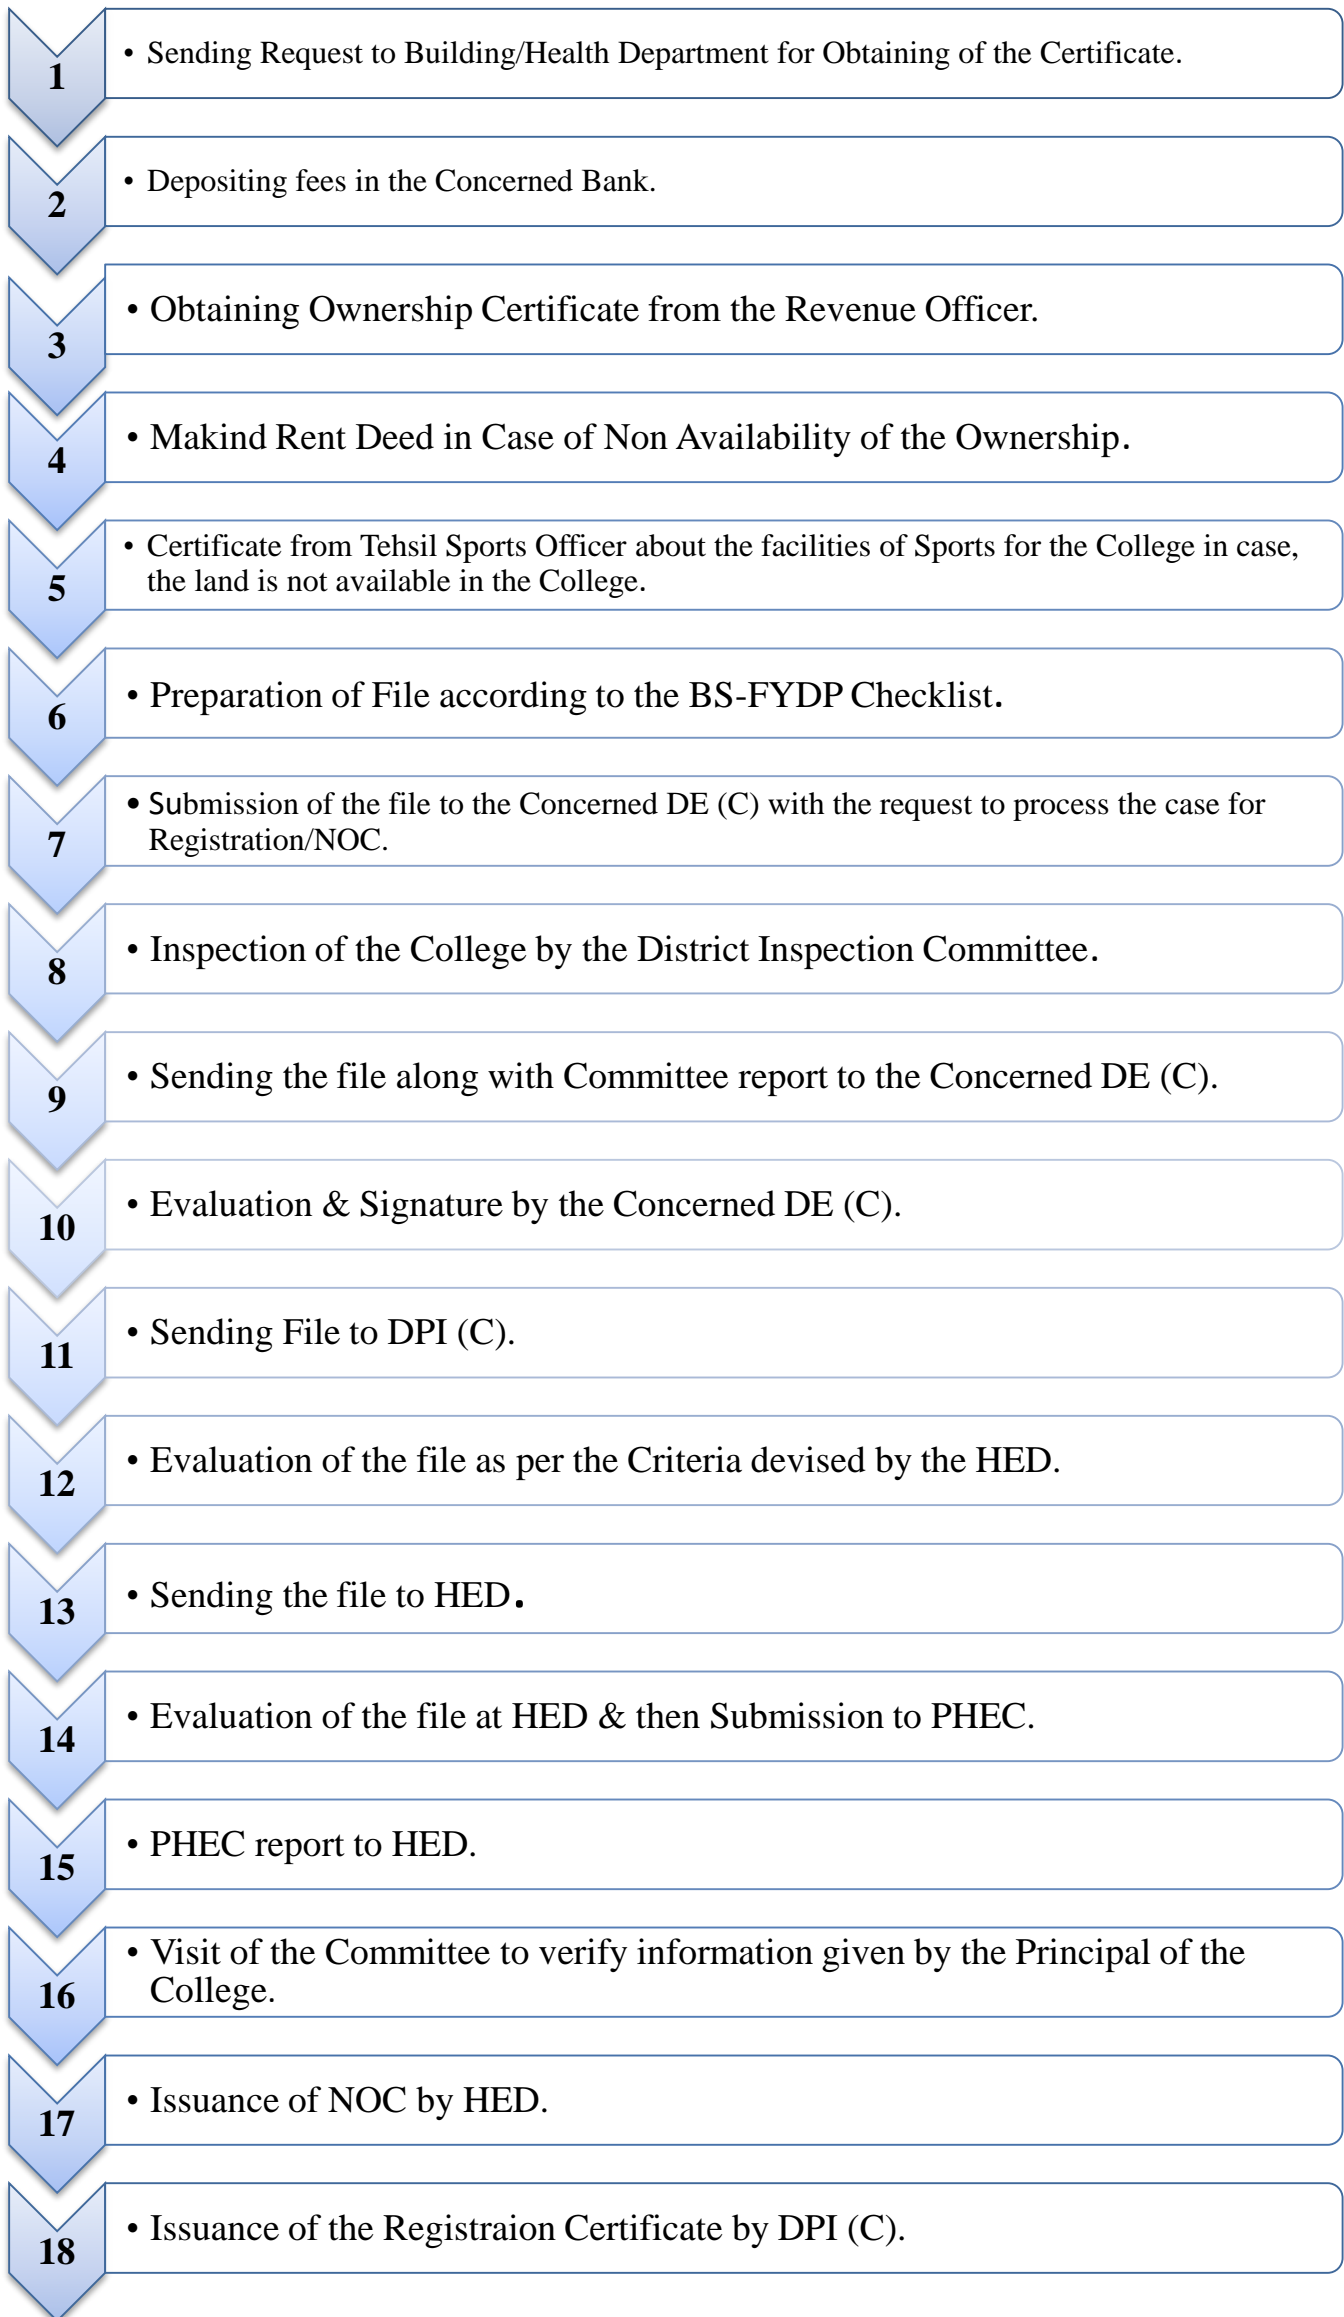 1
• Sending Request to Building/Health Department for Obtaining of the Certificate.
2
• Depositing fees in the Concerned Bank.
3
• Obtaining Ownership Certificate from the Revenue Officer.
4
• Makind Rent Deed in Case of Non Availability of the Ownership.
5
• Certificate from Tehsil Sports Officer about the facilities of Sports for the College in case,
the land is not available in the College.
6
• Preparation of File according to the BS-FYDP Checklist.
7
• Submission of the file to the Concerned DE (C) with the request to process the case for
Registration/NOC.
8
• Inspection of the College by the District Inspection Committee.
9
• Sending the file along with Committee report to the Concerned DE (C).
10
• Evaluation & Signature by the Concerned DE (C).
11
• Sending File to DPI (C).
12
• Evaluation of the file as per the Criteria devised by the HED.
13
• Sending the file to HED.
14
• Evaluation of the file at HED & then Submission to PHEC.
15
• PHEC report to HED.
16
• Visit of the Committee to verify information given by the Principal of the
College.
17
• Issuance of NOC by HED.
18
• Issuance of the Registraion Certificate by DPI (C).